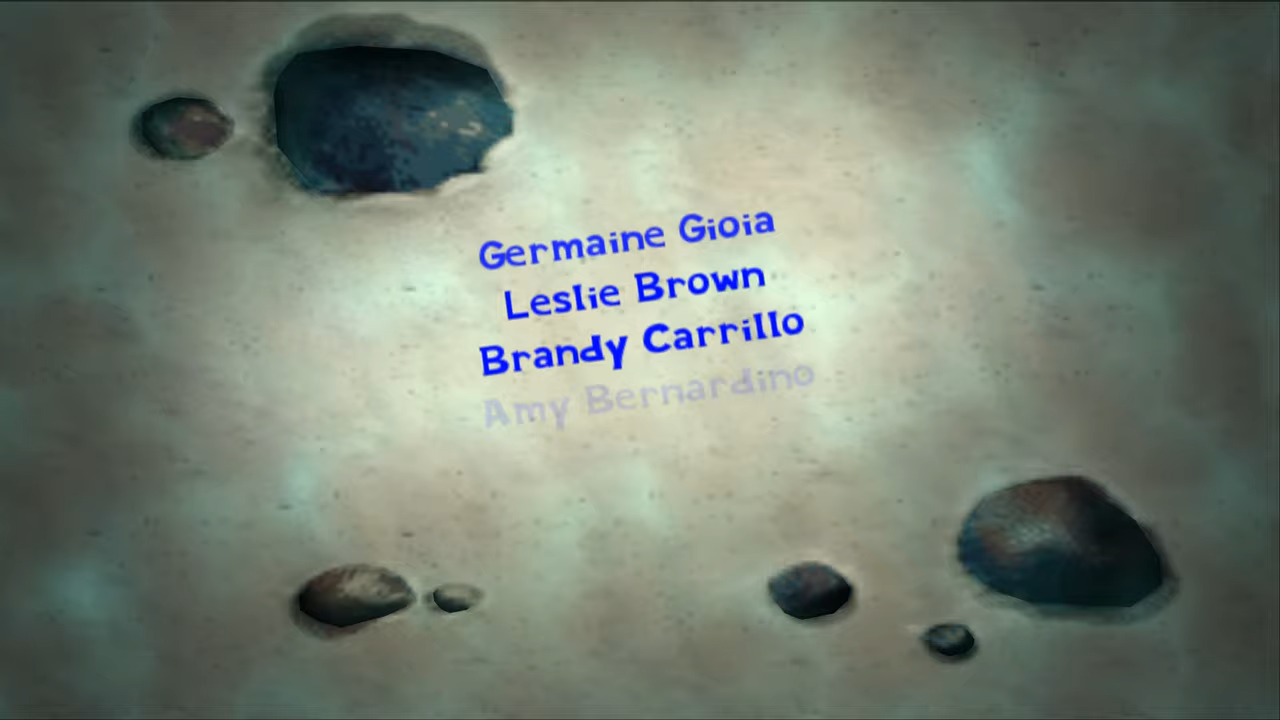 Germaine Gioia
Leslie Brown
Brandy Carrillo
Amy Bernardino